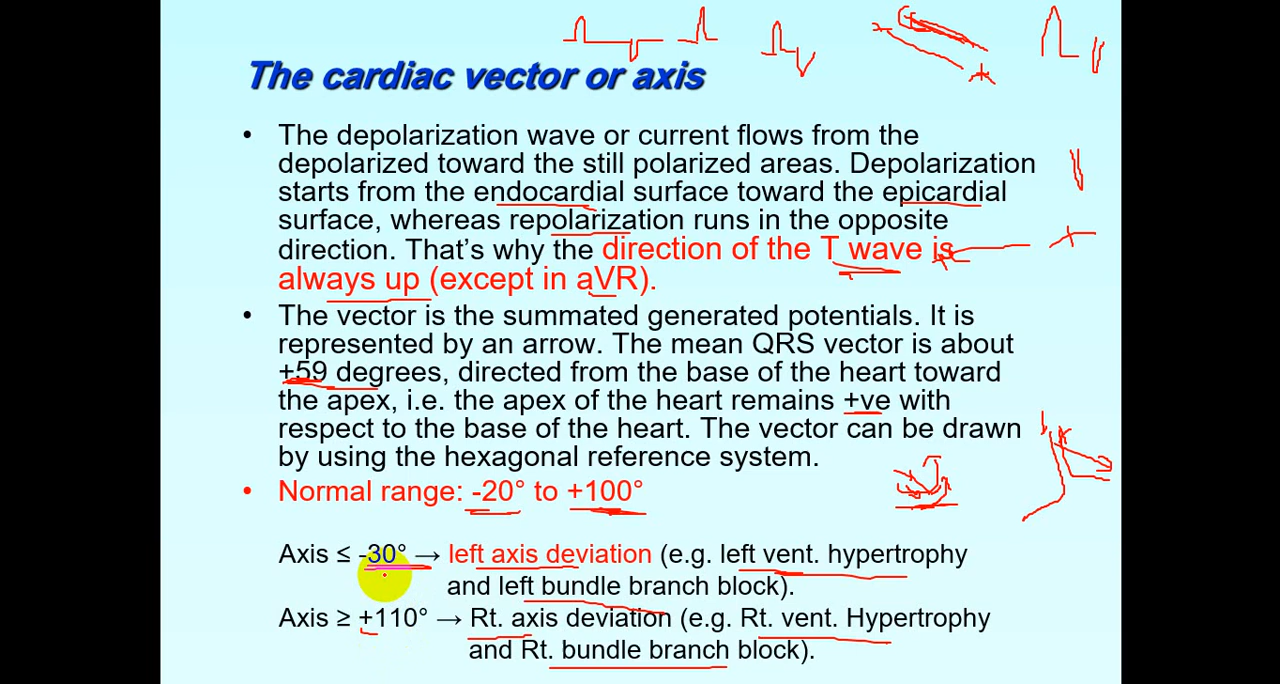 The cardiac vector or axis
• The depolarization wave or current flows from the
depolarized toward the still polarized areas. Depolarization
starts from the endocardial surface toward the epicardial
surface, whereas repolarization runs in the opposite
direction. That's why the direction of the T wave is
always up (except in aVR).
• The vector is the summated generated potentials. It is
represented by an arrow. The mean QRS vector is about
+59 degrees, directed from the base of the heart toward
the apex, i.e. the apex of the heart remains +ve with
respect to the base of the heart. The vector can be drawn
by using the hexagonal reference system.
• Normal range: -20° to +100°
Axis ≤ -30° → left axis deviation (e.g. left vent. hypertrophy
and left bundle branch block).
Axis ≥ +110° → Rt. axis deviation (e.g. Rt. vent. Hypertrophy
and Rt. bundle branch block).